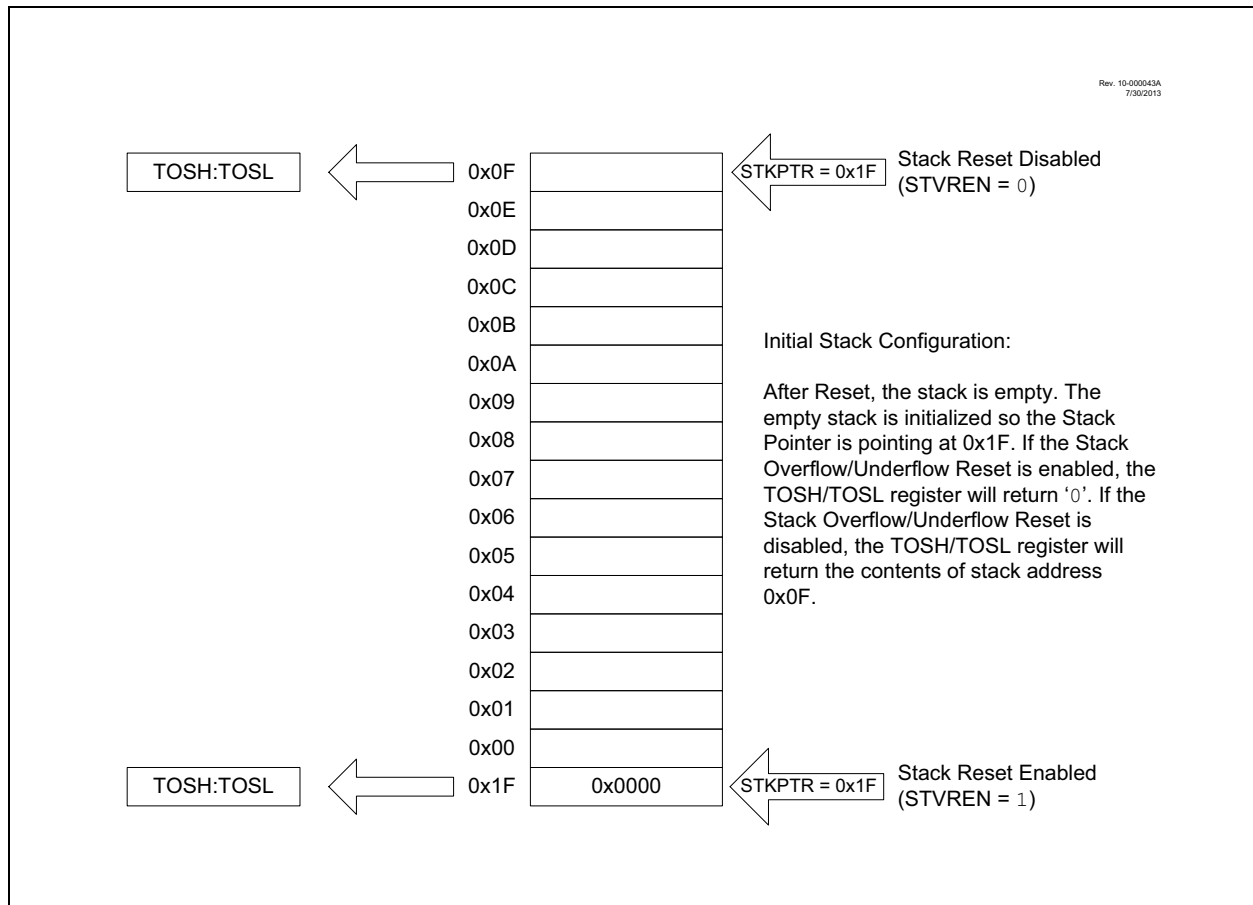 Rev. 10-000043A
7/30/2013
TOSH:TOSL
0x0F
STKPTR = 0x1F
Stack Reset Disabled
(STVREN = 0)
0x0E
0x0D
0x0C
0x0B
0x0A
0x09
0x08
0x07
0x06
0x05
0x04
0x03
0x02
0x01
0x00
Initial Stack Configuration:
After Reset, the stack is empty. The
empty stack is initialized so the Stack
Pointer is pointing at 0x1F. If the Stack
Overflow/Underflow Reset is enabled, the
TOSH/TOSL register will return ‘0’. If the
Stack Overflow/Underflow Reset is
disabled, the TOSH/TOSL register will
return the contents of stack address
0x0F.
TOSH:TOSL
0x1F
0x0000
STKPTR = 0x1F
Stack Reset Enabled
(STVREN = 1)